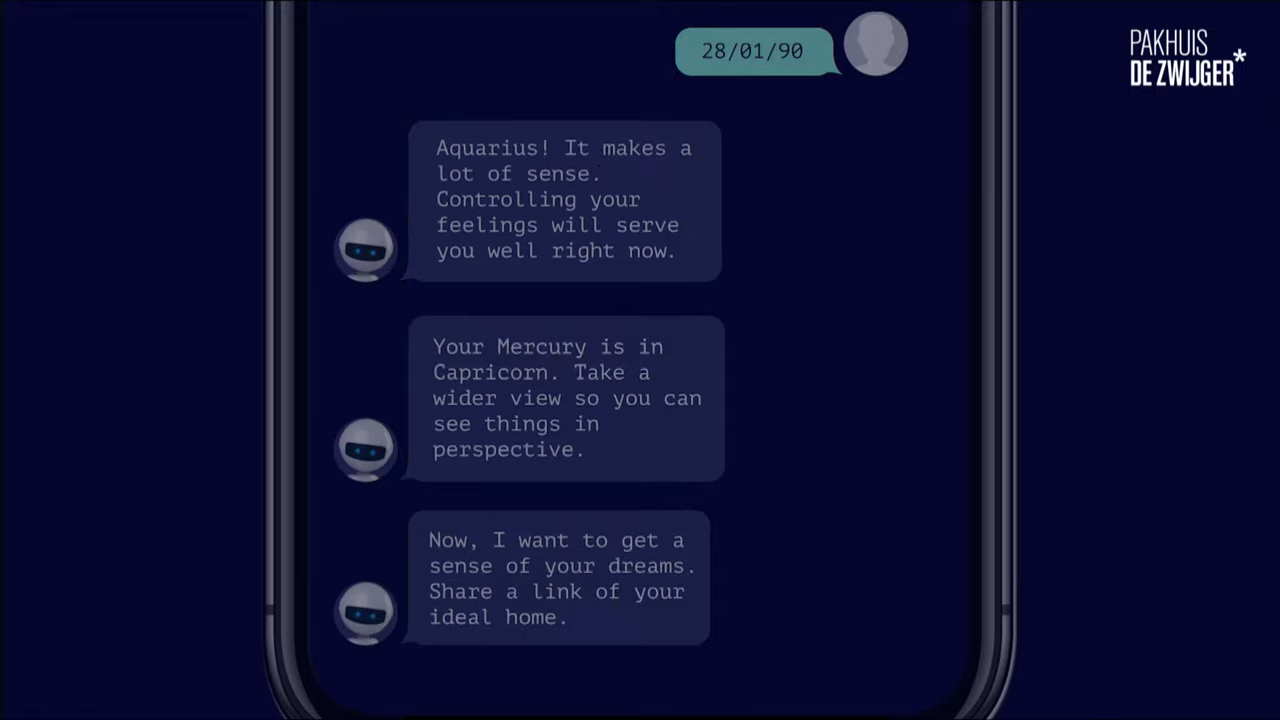 28/01/90
PAKHUIS
DE ZWIJGER*
Aquarius! It makes a
lot of sense.
Controlling your
feelings will serve
you well right now.
Your Mercury is in
Capricorn. Take a
wider view so you can
see things in
perspective.
Now, I want to get a
sense of your dreams.
Share a link of your
ideal home.